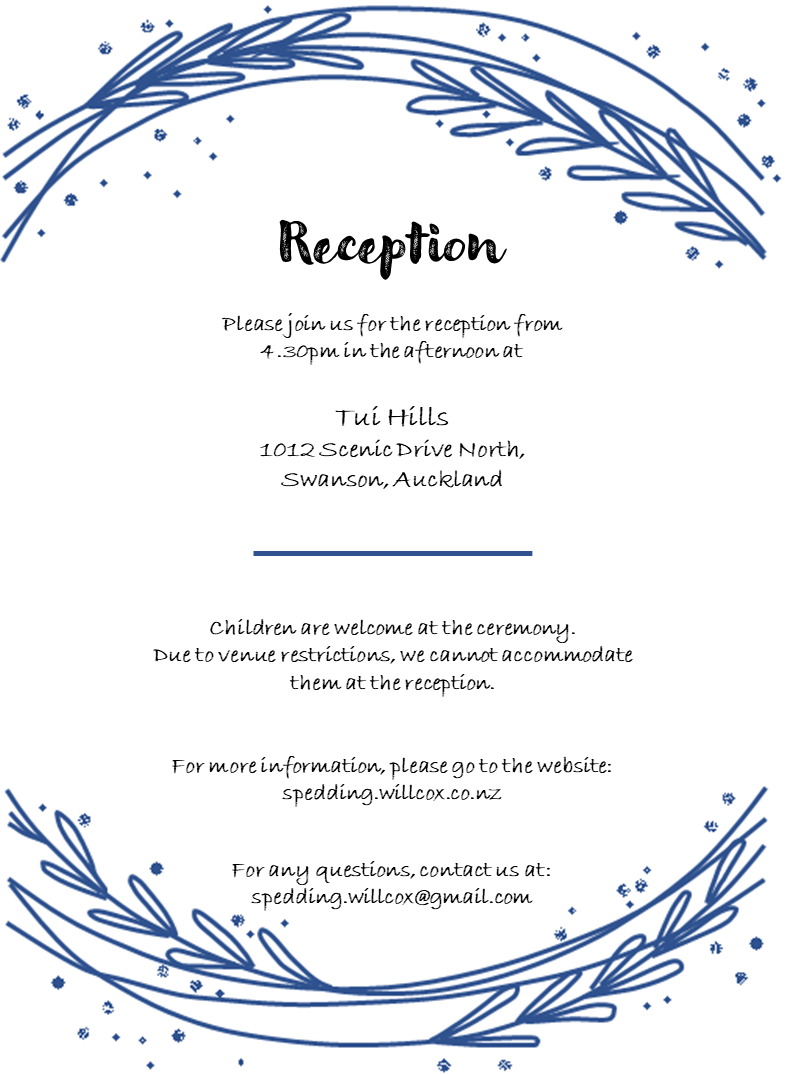 Reception
Please join us for the reception from
4.30pm in the afternoon at
Tui Hills
1012 Scenic Drive North,
Swanson, Auckland
Children are welcome at the ceremony.
Due to venue restrictions, we cannot accommodate
them at the reception.
For more information, please go to the website:
spedding.willcox.co.nz
For any questions, contact us at:
spedding.willcox@gmail.com